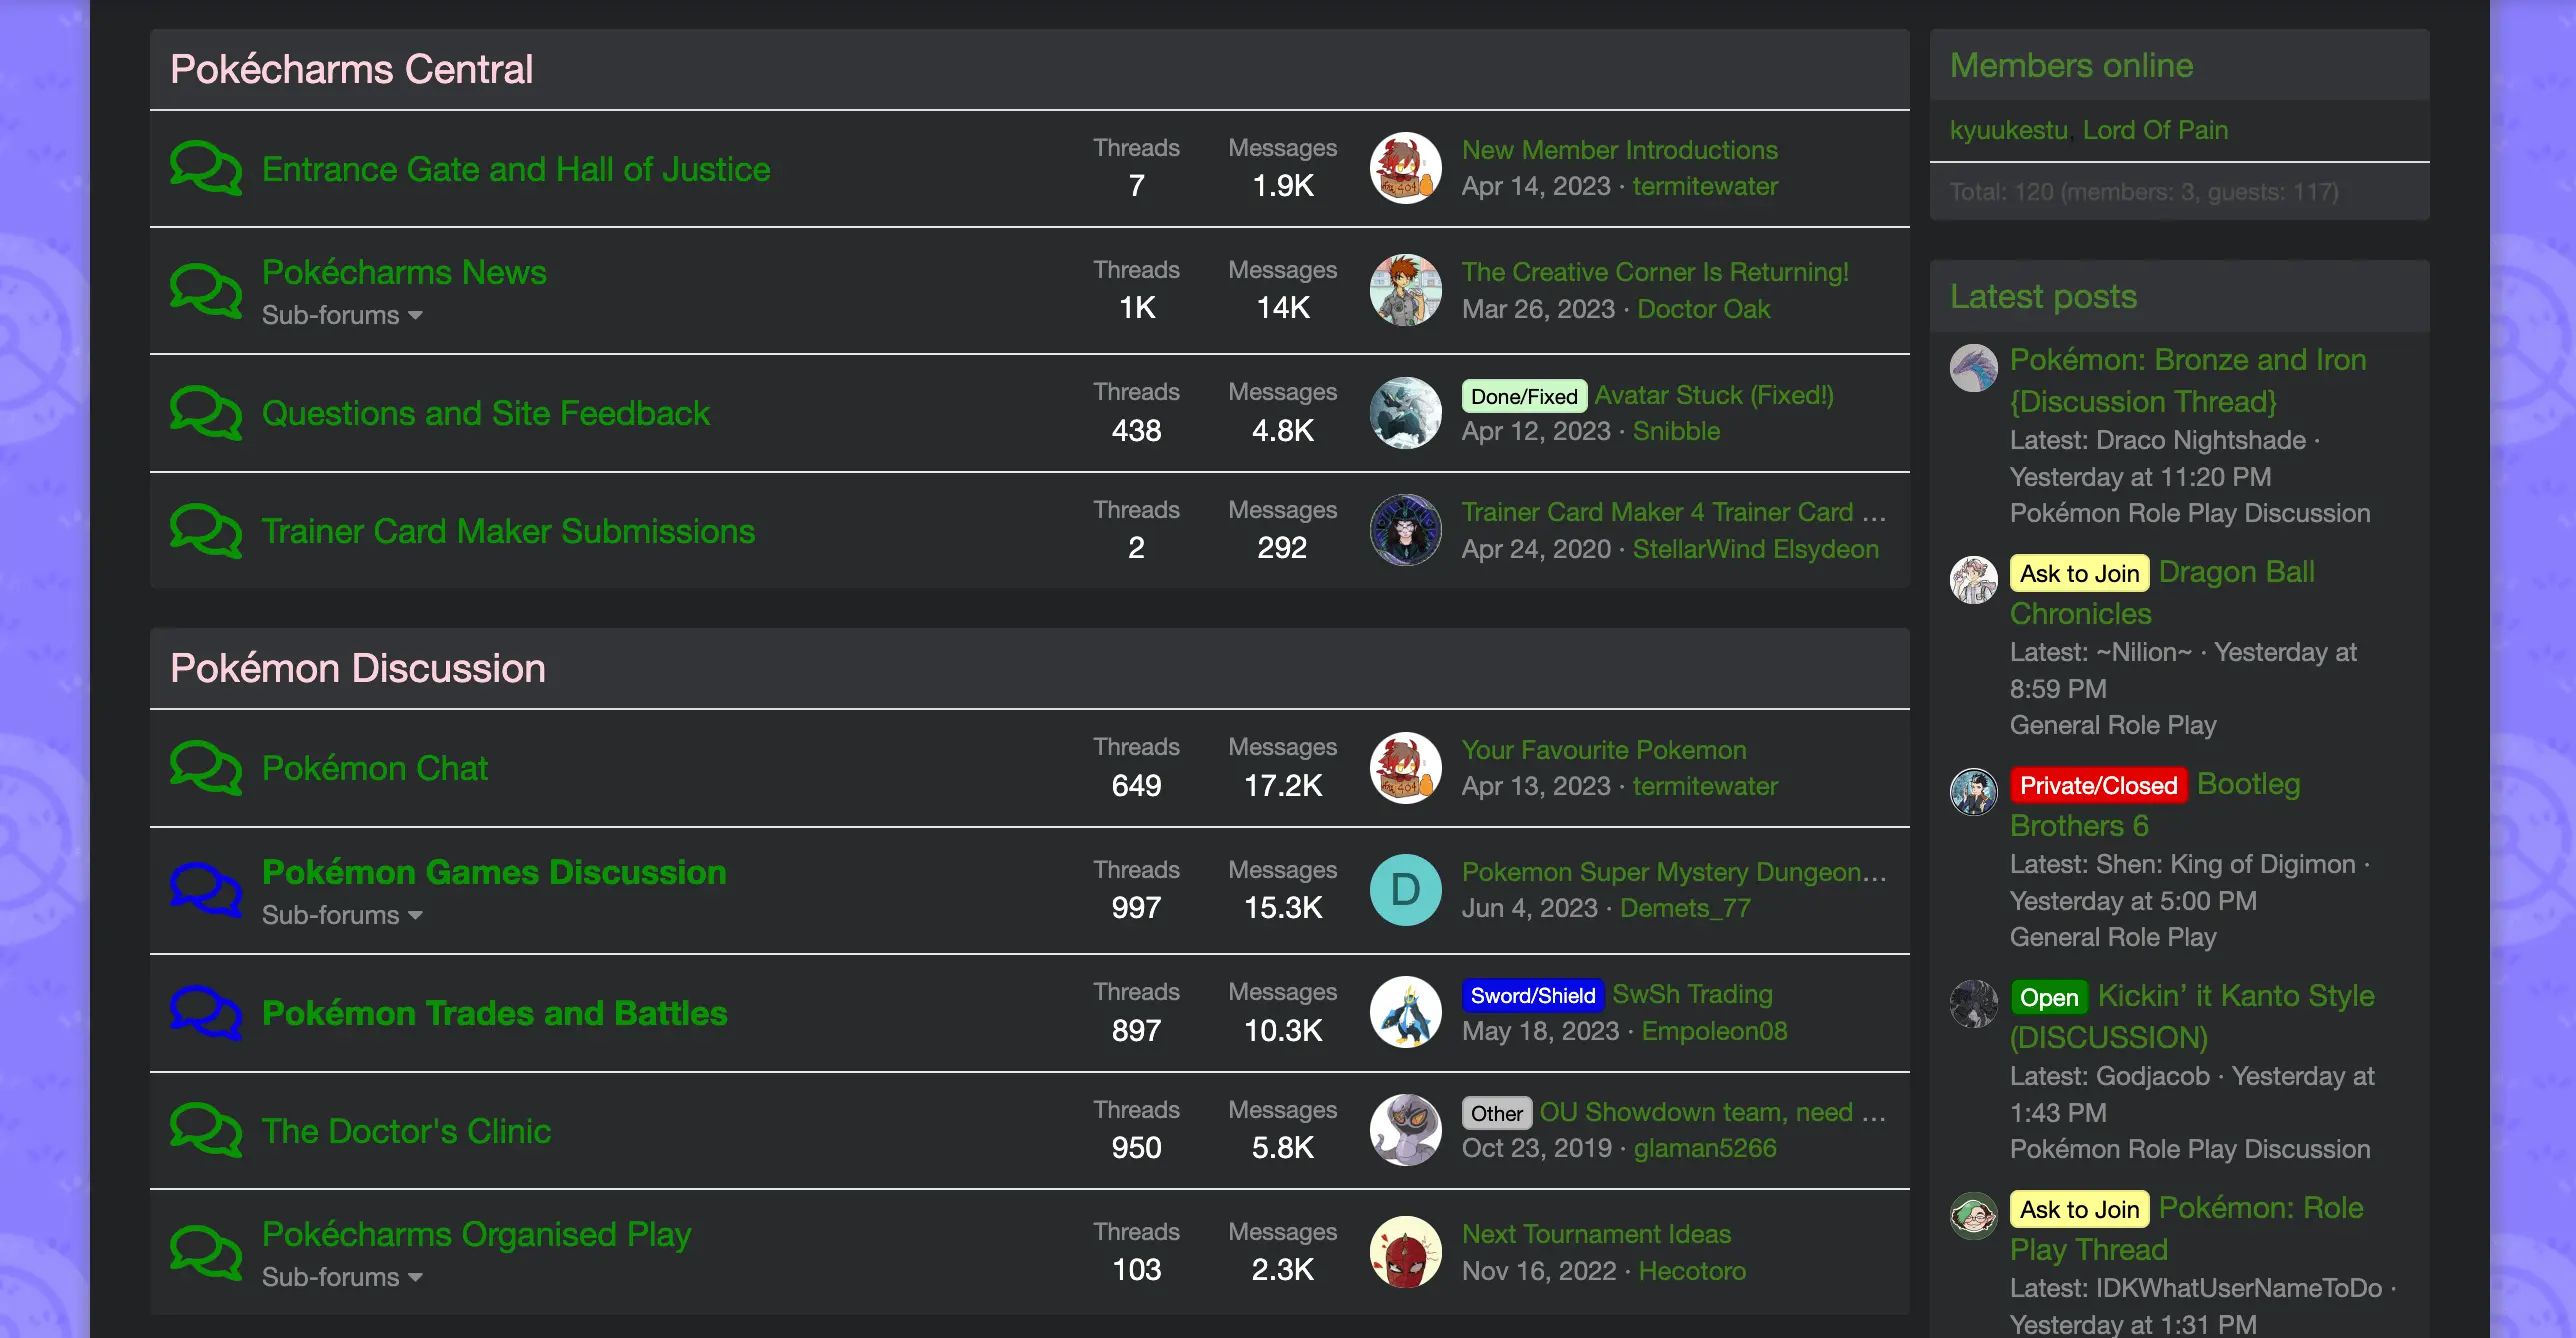 Pokécharms Central
Entrance Gate and Hall of Justice
Threads
7
Messages
1.9K
New Member Introductions
Apr 14, 2023 · termitewater
Pokécharms News
Sub-forums
Threads
1K
Messages
14K
The Creative Corner Is Returning!
Mar 26, 2023 · Doctor Oak
Questions and Site Feedback
Threads
438
Messages
4.8K
Done/Fixed Avatar Stuck (Fixed!)
Apr 12, 2023 · Snibble
Trainer Card Maker Submissions
Threads
2
Messages
292
Trainer Card Maker 4 Trainer Card ...
Apr 24, 2020 · StellarWind Elsydeon
Pokémon Discussion
Pokémon Chat
Threads
649
Messages
17.2K
Your Favourite Pokemon
Apr 13, 2023 · termitewater
Pokémon Games Discussion
Sub-forums
Threads
997
Messages
15.3K
D
Pokemon Super Mystery Dungeon...
Jun 4, 2023 · Demets_77
Pokémon Trades and Battles
Threads
897
Messages
10.3K
Sword/Shield SwSh Trading
May 18, 2023 · Empoleon08
The Doctor's Clinic
Threads
950
Messages
5.8K
Other OU Showdown team, need ...
Oct 23, 2019 · glaman5266
Pokécharms Organised Play
Sub-forums
Threads
103
Messages
2.3K
Next Tournament Ideas
Nov 16, 2022 · Hecotoro
Members online
kyuukestu, Lord Of Pain
Total: 120 (members: 3, guests: 117)
Latest posts
Pokémon: Bronze and Iron
{Discussion Thread}
Latest: Draco Nightshade ·
Yesterday at 11:20 PM
Pokémon Role Play Discussion
Ask to Join Dragon Ball
Chronicles
Latest: ~Nilion~ · Yesterday at
8:59 PM
General Role Play
Private/Closed Bootleg
Brothers 6
Latest: Shen: King of Digimon ·
Yesterday at 5:00 PM
General Role Play
Open Kickin’ it Kanto Style
(DISCUSSION)
Latest: Godjacob · Yesterday at
1:43 PM
Pokémon Role Play Discussion
Ask to Join Pokémon: Role
Play Thread
Latest: IDKWhatUserNameToDo ·
Yesterday at 1:31 PM